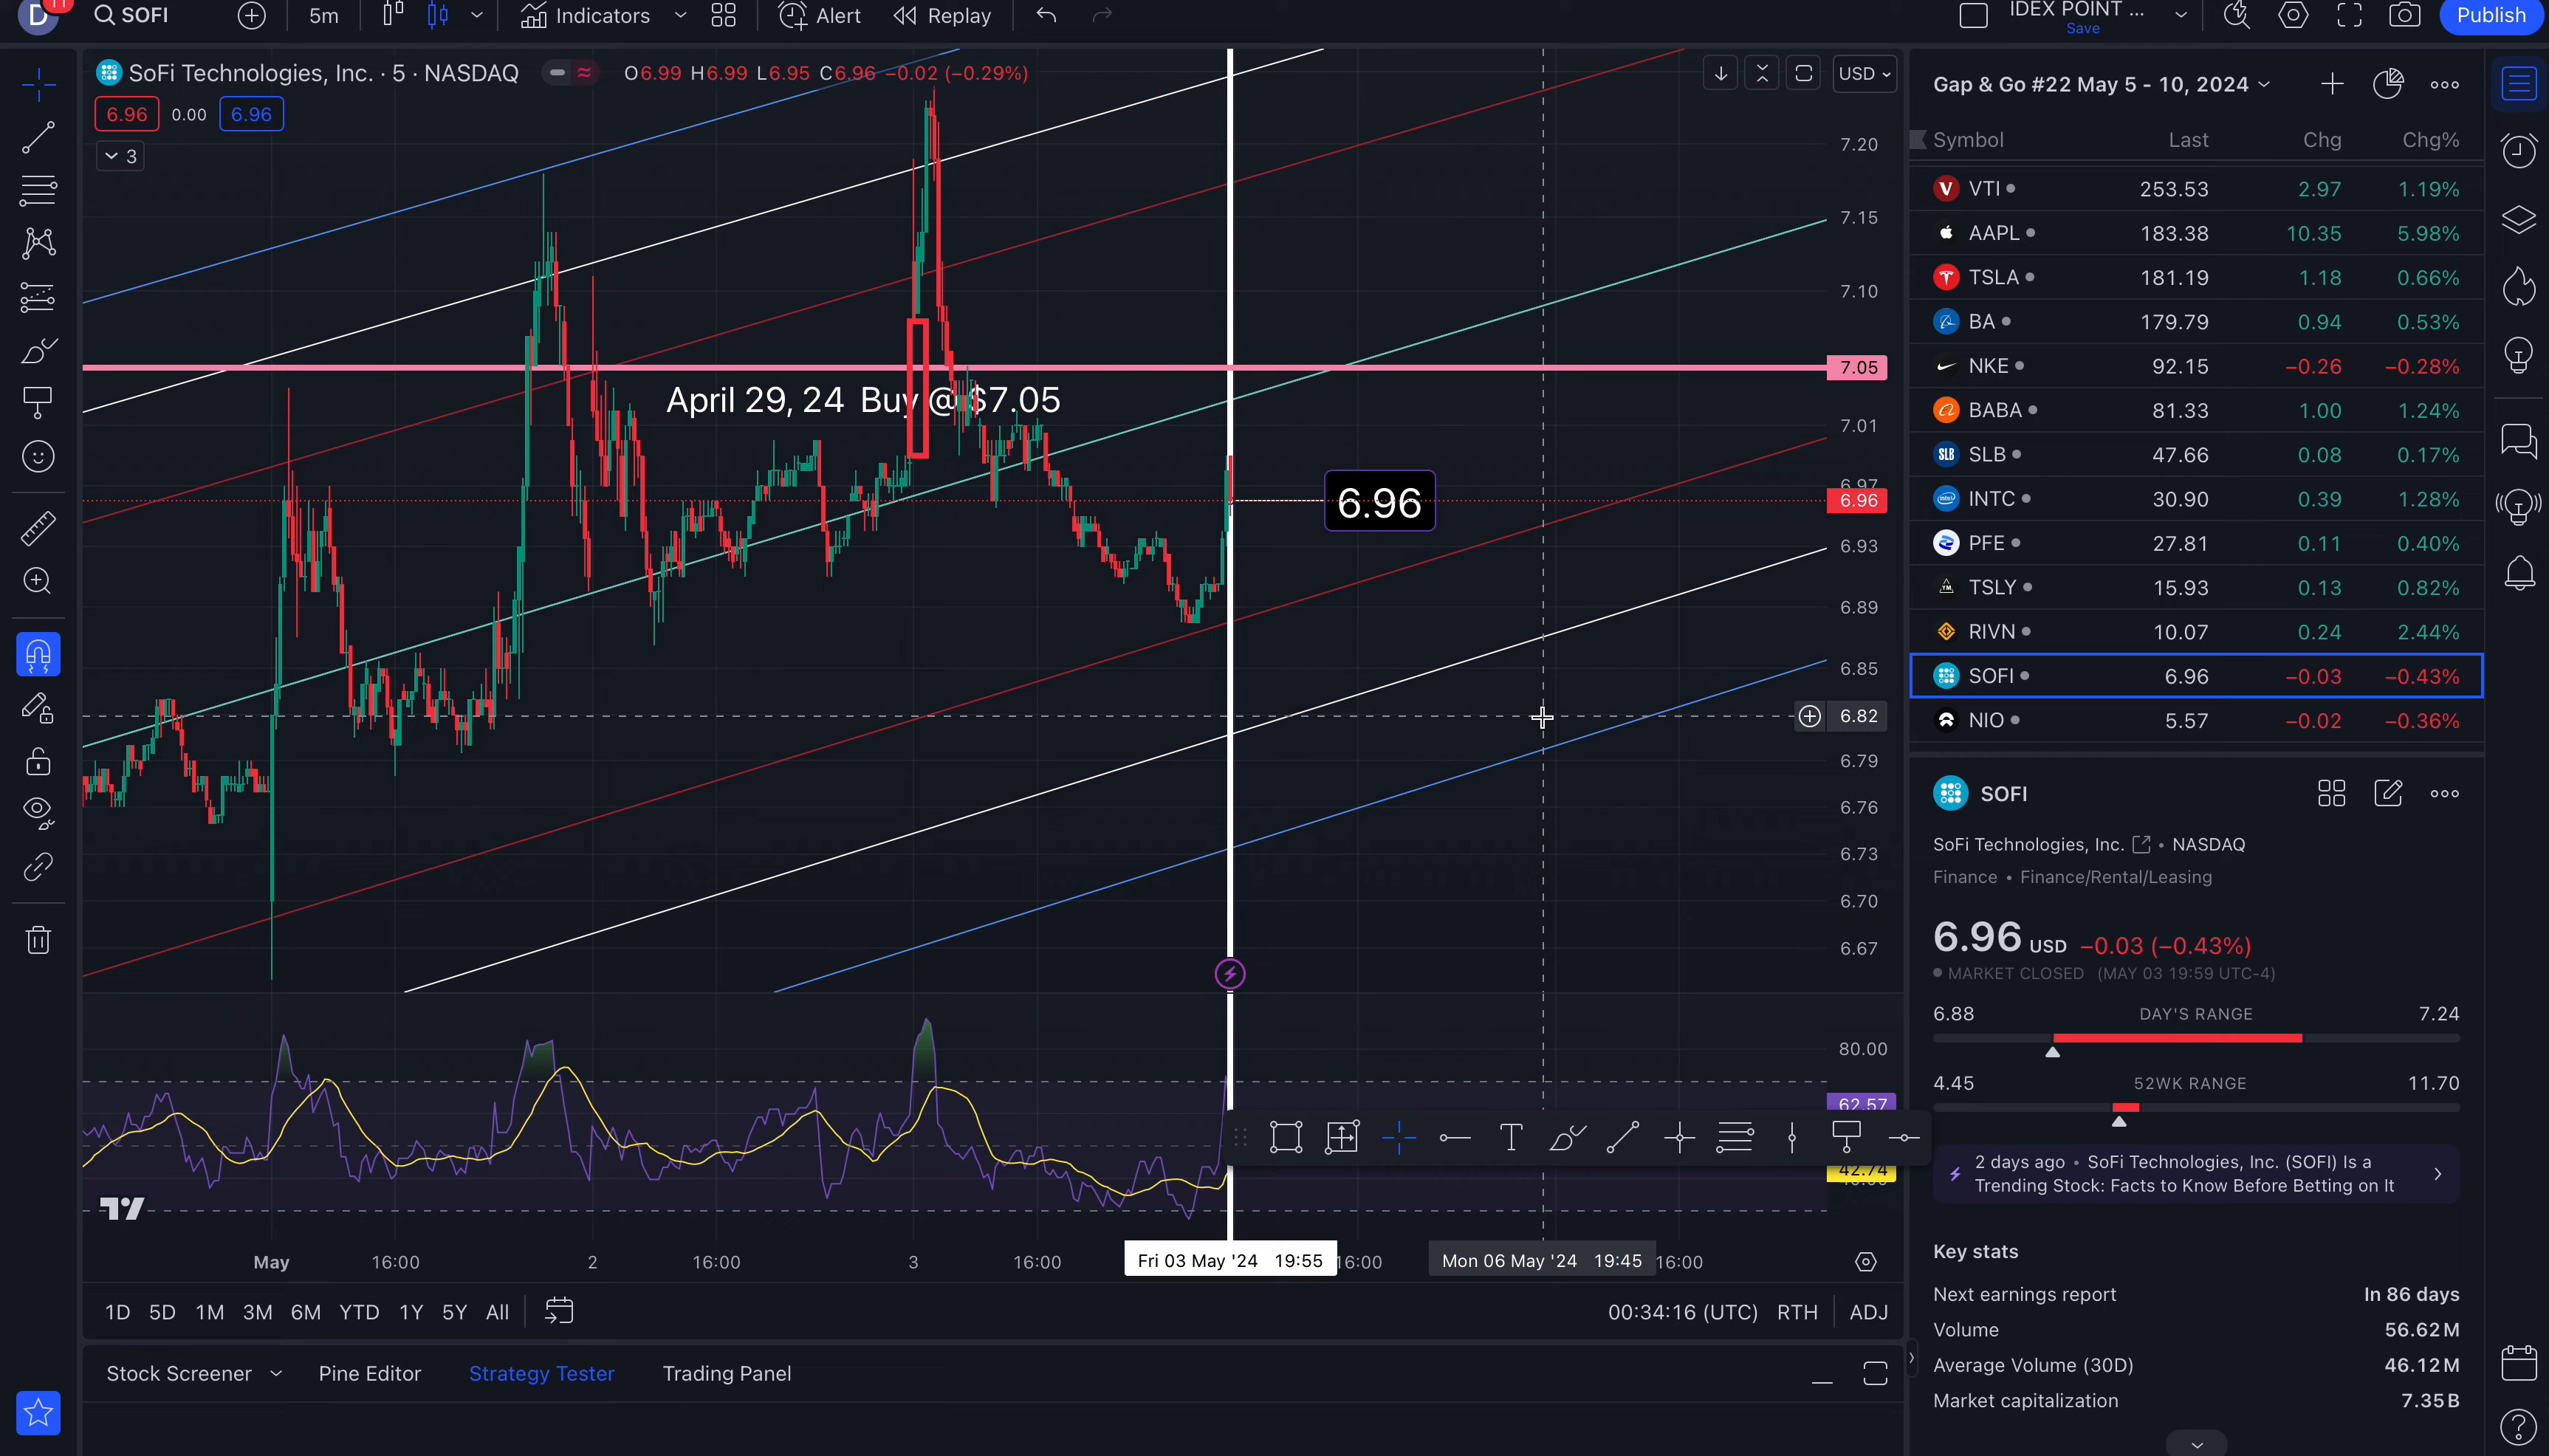 D 11 SOFI 5m Indicators Alert Replay IDEX POINT ... Save Publish
SoFi Technologies, Inc. · 5 · NASDAQ O6.99 H6.99 L6.95 C6.96 −0.02 (−0.29%) USD
6.96 0.00 6.96
3
7.20
7.15
7.10
7.05
April 29, 24 Buy @ $7.05
7.01
6.97
6.96
6.96
6.93
6.89
6.85
6.82
6.79
6.76
6.73
6.70
6.67
80.00
62.57
42.74
May 16:00 2 16:00 3 16:00 Fri 03 May '24 19:55 16:00 Mon 06 May '24 19:45 16:00
1D 5D 1M 3M 6M YTD 1Y 5Y All 00:34:16 (UTC) RTH ADJ
Stock Screener Pine Editor Strategy Tester Trading Panel
Gap & Go #22 May 5 - 10, 2024
Symbol Last Chg Chg%
VTI 253.53 2.97 1.19%
AAPL 183.38 10.35 5.98%
TSLA 181.19 1.18 0.66%
BA 179.79 0.94 0.53%
NKE 92.15 −0.26 −0.28%
BABA 81.33 1.00 1.24%
SLB SLB 47.66 0.08 0.17%
intel INTC 30.90 0.39 1.28%
PFE 27.81 0.11 0.40%
TSLY 15.93 0.13 0.82%
RIVN 10.07 0.24 2.44%
SOFI 6.96 −0.03 −0.43%
NIO 5.57 −0.02 −0.36%
SOFI
SoFi Technologies, Inc. • NASDAQ
Finance • Finance/Rental/Leasing
6.96 USD −0.03 (−0.43%)
MARKET CLOSED (MAY 03 19:59 UTC-4)
6.88 DAY'S RANGE 7.24
4.45 52WK RANGE 11.70
2 days ago • SoFi Technologies, Inc. (SOFI) Is a
Trending Stock: Facts to Know Before Betting on It
Key stats
Next earnings report In 86 days
Volume 56.62M
Average Volume (30D) 46.12M
Market capitalization 7.35B